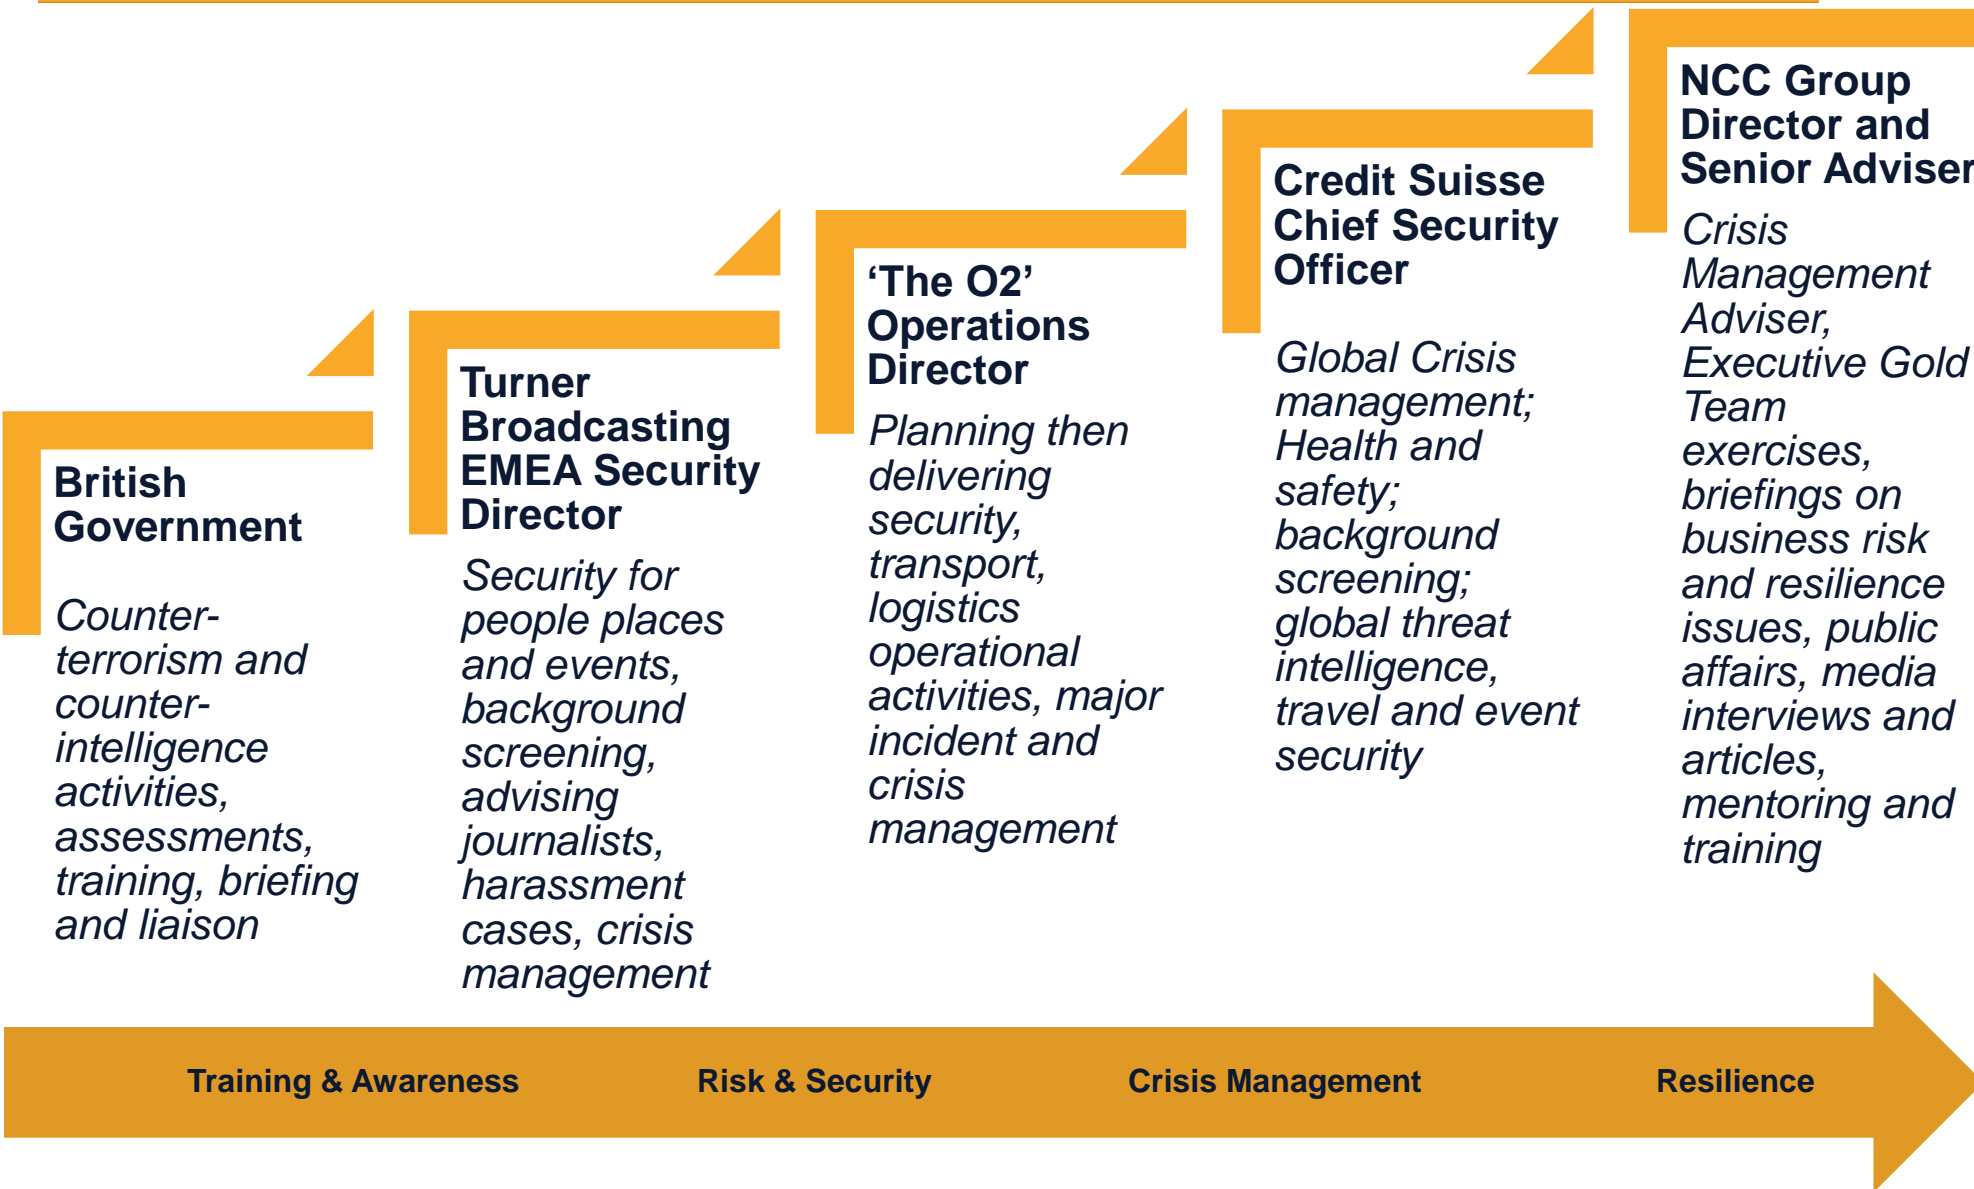 British
Government
Counter-
terrorism and
counter-
intelligence
activities,
assessments,
training, briefing
and liaison
Turner
Broadcasting
EMEA Security
Director
Security for
people places
and events,
background
screening,
advising
journalists,
harassment
cases, crisis
management
‘The O2’
Operations
Director
Planning then
delivering
security,
transport,
logistics
operational
activities, major
incident and
crisis
management
Credit Suisse
Chief Security
Officer
Global Crisis
management;
Health and
safety;
background
screening;
global threat
intelligence,
travel and event
security
NCC Group
Director and
Senior Adviser
Crisis
Management
Adviser,
Executive Gold
Team
exercises,
briefings on
business risk
and resilience
issues, public
affairs, media
interviews and
articles,
mentoring and
training
Training & Awareness
Risk & Security
Crisis Management
Resilience